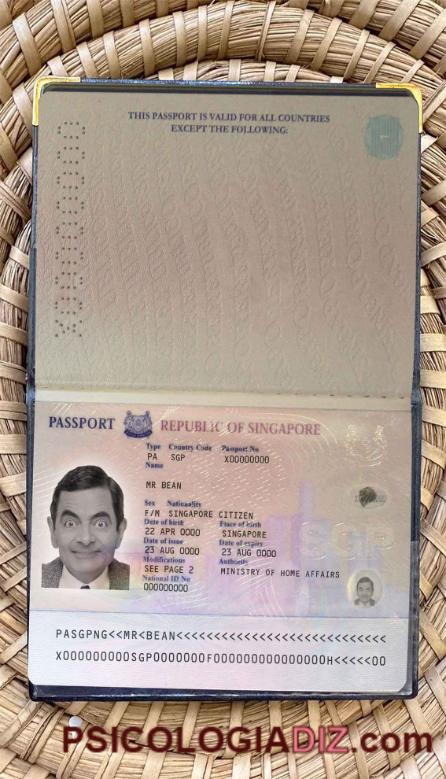 THIS PASSPORT IS VALID FOR ALL COUNTRIES
EXCEPT THE FOLLOWING:
X0000000
PASSPORT REPUBLIC OF SINGAPORE
Type Country Code Passport No
PA SGP X00000000
Name
MR BEAN
Sex Nationality
F/M SINGAPORE CITIZEN
Date of birth Place of birth
22 APR 0000 SINGAPORE
Date of issue Date of expiry
23 AUG 0000 23 AUG 0000
Modifications Authority
SEE PAGE 2 MINISTRY OF HOME AFFAIRS
National ID No
000000000
SGP
PASGPNG<<MR<BEAN<<<<<<<<<<<<<<<<<<<<<<<<<<<<
X000000000SGP0000000F00000000000000000H<<<<<00
PSICOLOGIADIZ.com